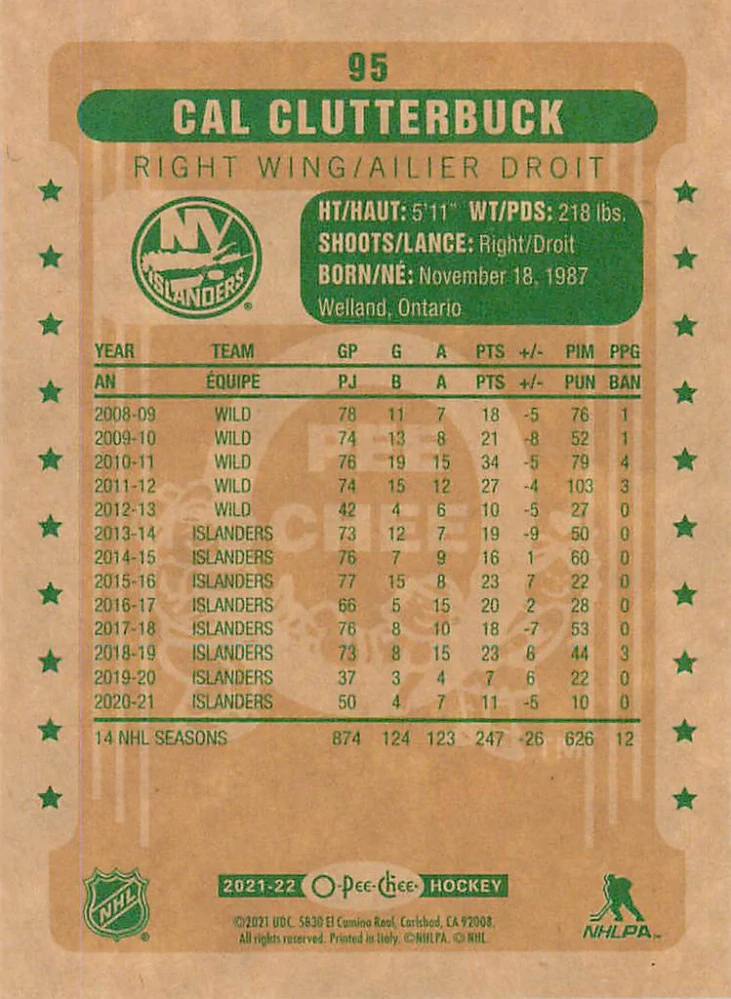 95
CAL CLUTTERBUCK
RIGHT WING/AILIER DROIT
NY
ISLANDERS
HT/HAUT: 5'11" WT/PDS: 218 lbs.
SHOOTS/LANCE: Right/Droit
BORN/NÉ: November 18, 1987
Welland, Ontario
YEAR TEAM GP G A PTS +/- PIM PPG
AN ÉQUIPE PJ B A PTS +/- PUN BAN
2008-09 WILD 78 11 7 18 -5 76 1
2009-10 WILD 74 13 8 21 -8 52 1
2010-11 WILD 76 19 15 34 -5 79 4
2011-12 WILD 74 15 12 27 -4 103 3
2012-13 WILD 42 4 6 10 -5 27 0
2013-14 ISLANDERS 73 12 7 19 -9 50 0
2014-15 ISLANDERS 76 7 9 16 1 60 0
2015-16 ISLANDERS 77 15 8 23 7 22 0
2016-17 ISLANDERS 66 5 15 20 2 28 0
2017-18 ISLANDERS 76 8 10 18 -7 53 0
2018-19 ISLANDERS 73 8 15 23 6 44 3
2019-20 ISLANDERS 37 3 4 7 6 22 0
2020-21 ISLANDERS 50 4 7 11 -5 10 0
14 NHL SEASONS 874 124 123 247 -26 626 12
PEE
CHEE
TM
NHL
2021-22 O-Pee-Chee HOCKEY
©2021 UDC. 5830 El Camino Real, Carlsbad, CA 92008.
All rights reserved. Printed in Italy. ©NHLPA. © NHL.
NHLPA™